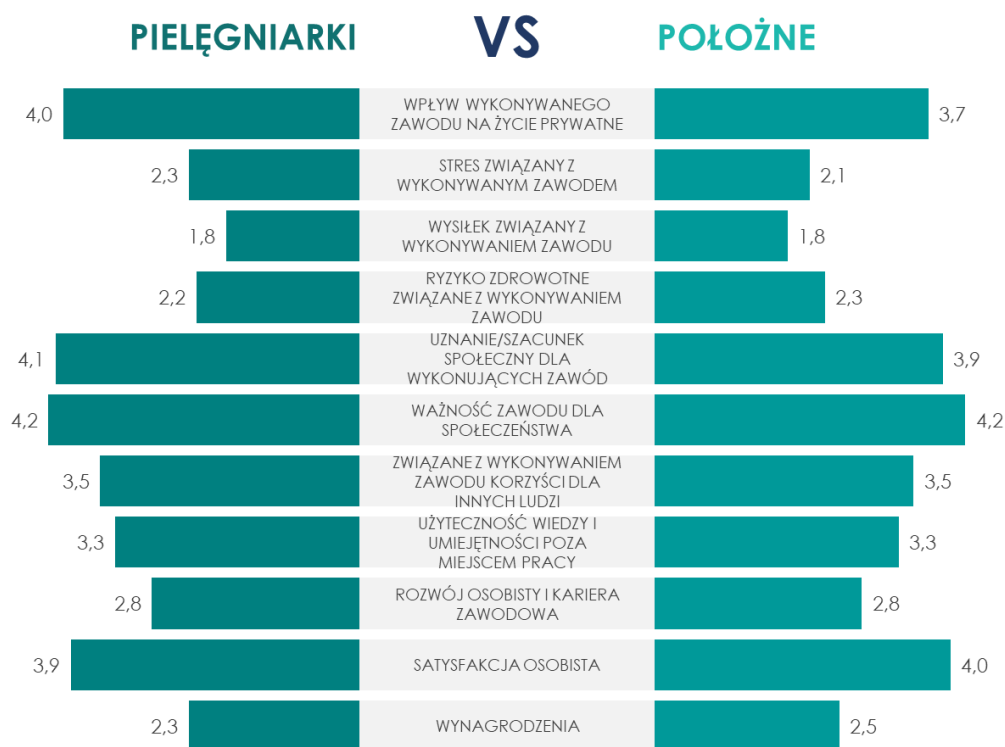 PIELĘGNIARKI VS POŁOŻNE
4,0
WPŁYW WYKONYWANEGO
ZAWODU NA ŻYCIE PRYWATNE
3,7
2,3
STRES ZWIĄZANY Z
WYKONYWANYM ZAWODEM
2,1
1,8
WYSIŁEK ZWIĄZANY Z
WYKONYWANIEM ZAWODU
1,8
2,2
RYZYKO ZDROWOTNE
ZWIĄZANE Z WYKONYWANIEM
ZAWODU
2,3
4,1
UZNANIE/SZACUNEK
SPOŁECZNY DLA
WYKONUJĄCYCH ZAWÓD
3,9
4,2
WAŻNOŚĆ ZAWODU DLA
SPOŁECZEŃSTWA
4,2
3,5
ZWIĄZANE Z WYKONYWANIEM
ZAWODU KORZYŚCI DLA
INNYCH LUDZI
3,5
3,3
UŻYTECZNOŚĆ WIEDZY I
UMIEJĘTNOŚCI POZA
MIEJSCEM PRACY
3,3
2,8
ROZWÓJ OSOBISTY I KARIERA
ZAWODOWA
2,8
3,9
SATYSFAKCJA OSOBISTA
4,0
2,3
WYNAGRODZENIA
2,5